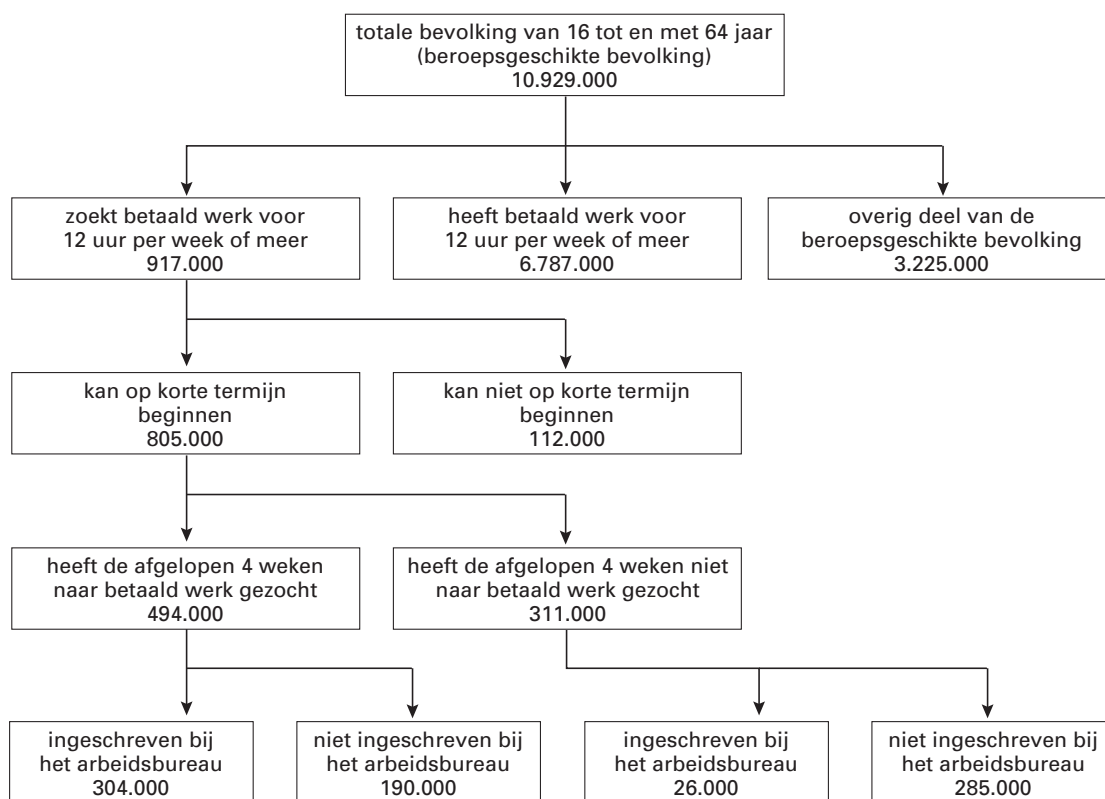 totale bevolking van 16 tot en met 64 jaar
(beroepsgeschikte bevolking)
10.929.000
zoekt betaald werk voor
12 uur per week of meer
917.000
heeft betaald werk voor
12 uur per week of meer
6.787.000
overig deel van de
beroepsgeschikte bevolking
3.225.000
kan op korte termijn
beginnen
805.000
kan niet op korte termijn
beginnen
112.000
heeft de afgelopen 4 weken
naar betaald werk gezocht
494.000
heeft de afgelopen 4 weken niet
naar betaald werk gezocht
311.000
ingeschreven bij
het arbeidsbureau
304.000
niet ingeschreven bij
het arbeidsbureau
190.000
ingeschreven bij
het arbeidsbureau
26.000
niet ingeschreven bij
het arbeidsbureau
285.000